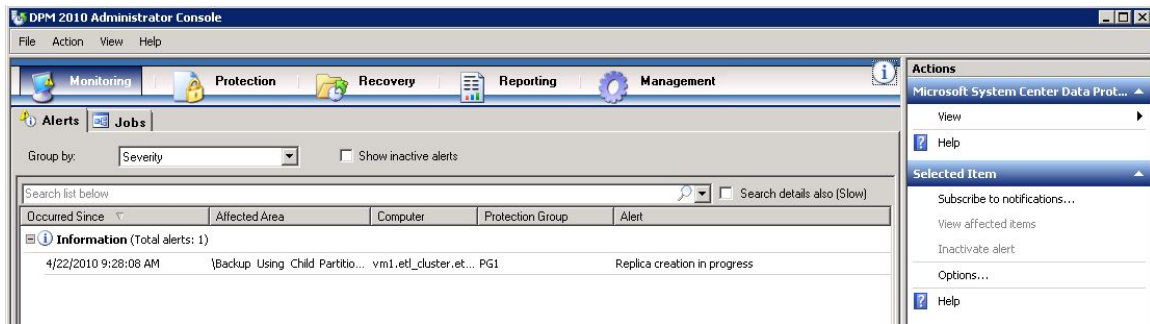 DPM 2010 Administrator Console
File Action View Help
Monitoring Protection Recovery Reporting Management
Alerts Jobs
Group by: Severity Show inactive alerts
Search list below Search details also (Slow)
Occurred Since Affected Area Computer Protection Group Alert
Information (Total alerts: 1)
4/22/2010 9:28:08 AM \Backup Using Child Partitio... vm1.etl_cluster.et... PG1 Replica creation in progress
Actions
Microsoft System Center Data Prot...
View
Help
Selected Item
Subscribe to notifications...
View affected items
Inactivate alert
Options...
Help